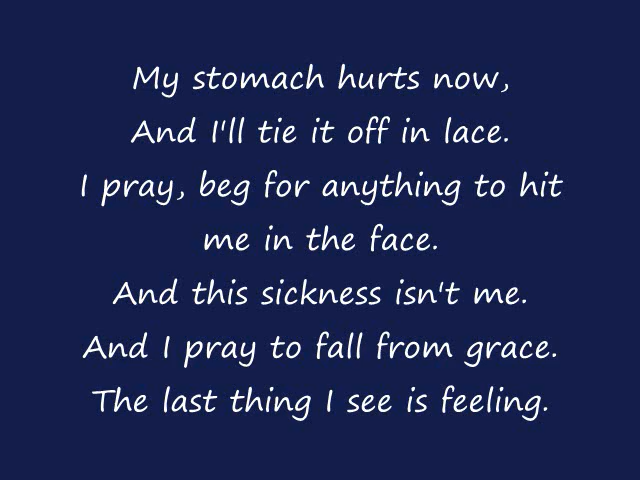 My stomach hurts now,
And I'll tie it off in lace.
I pray, beg for anything to hit
me in the face.
And this sickness isn't me.
And I pray to fall from grace.
The last thing I see is feeling.